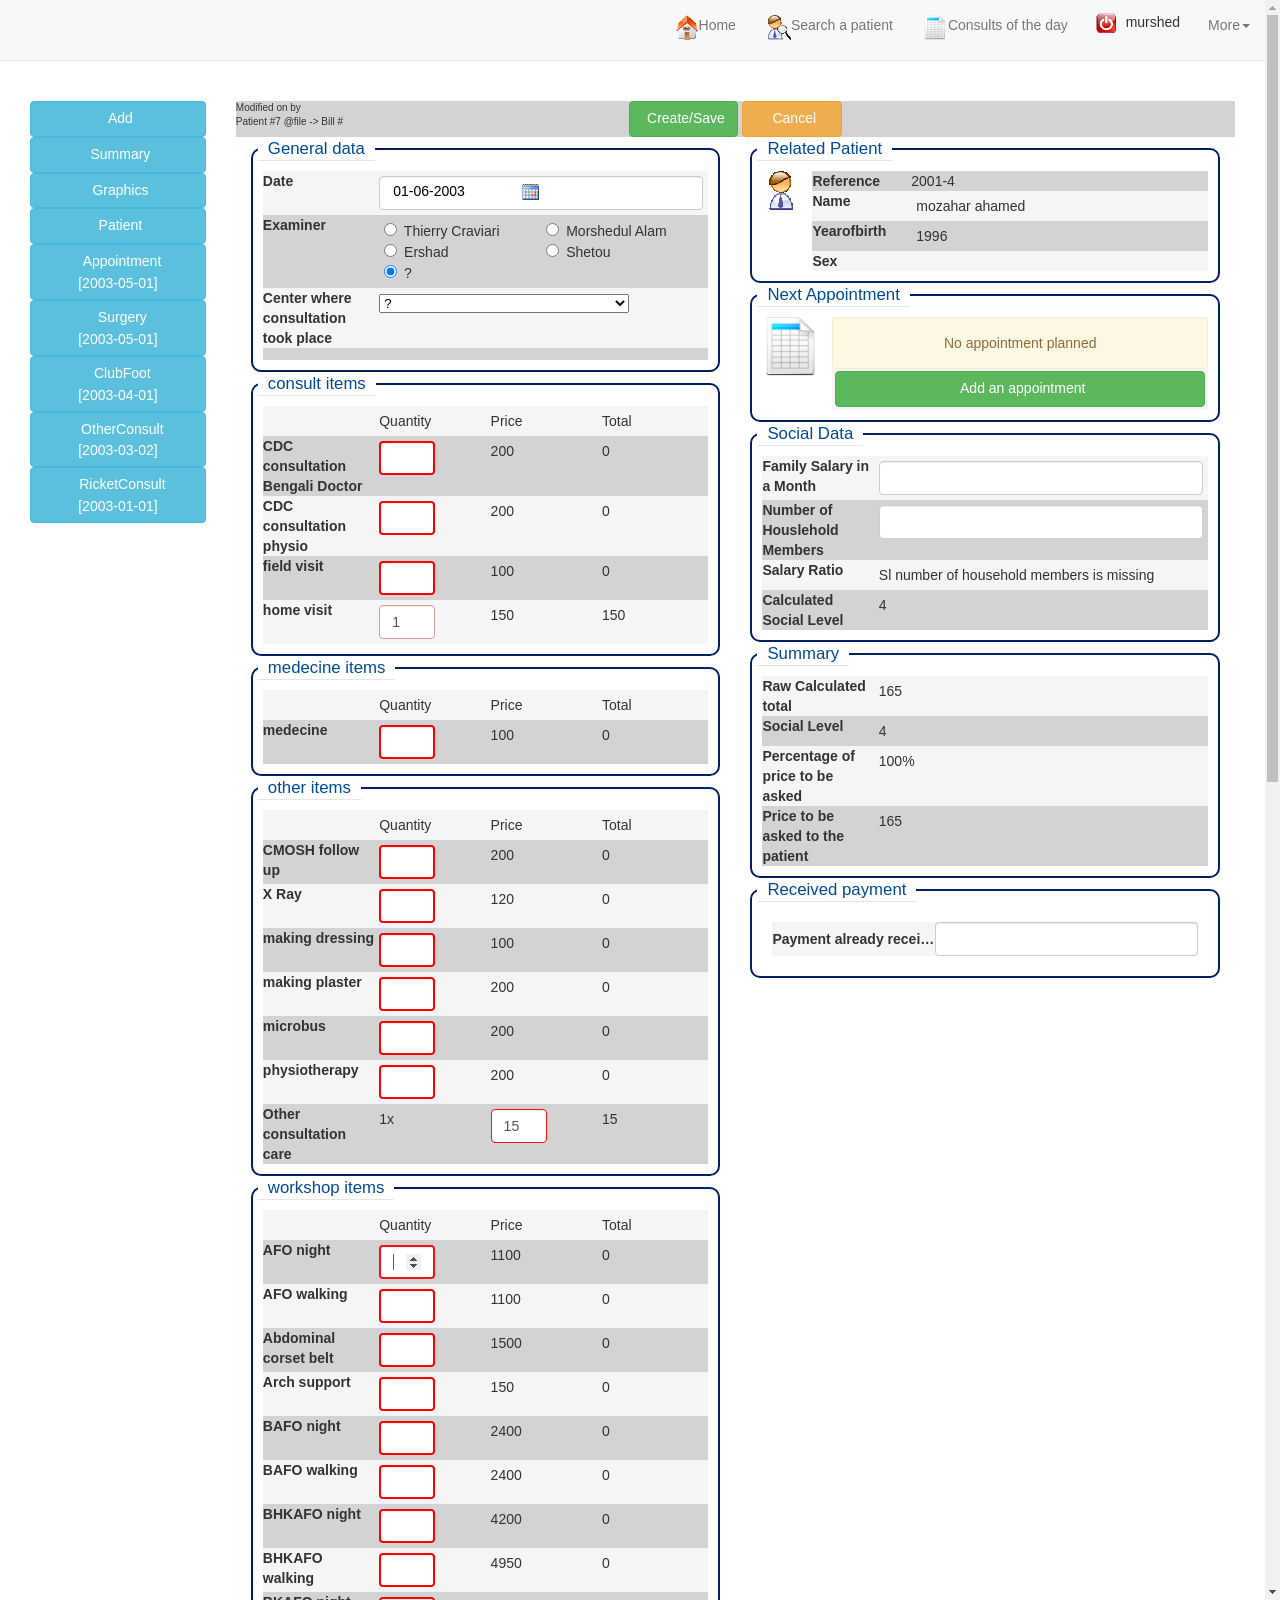 Home
Search a patient
Consults of the day
murshed
More
Add
Summary
Graphics
Patient
Appointment
[2003-05-01]
Surgery
[2003-05-01]
ClubFoot
[2003-04-01]
OtherConsult
[2003-03-02]
RicketConsult
[2003-01-01]
Modified on by
Patient #7 @file -> Bill #
Create/Save
Cancel
General data
Date
01-06-2003
Examiner
Thierry Craviari
Morshedul Alam
Ershad
Shetou
?
Center where
consultation
took place
?
consult items
Quantity Price Total
CDC
consultation
Bengali Doctor
200 0
CDC
consultation
physio
200 0
field visit 100 0
home visit 1 150 150
medecine items
Quantity Price Total
medecine 100 0
other items
Quantity Price Total
CMOSH follow
up
200 0
X Ray 120 0
making dressing 100 0
making plaster 200 0
microbus 200 0
physiotherapy 200 0
Other
consultation
care
1x 15 15
workshop items
Quantity Price Total
AFO night 1100 0
AFO walking 1100 0
Abdominal
corset belt
1500 0
Arch support 150 0
BAFO night 2400 0
BAFO walking 2400 0
BHKAFO night 4200 0
BHKAFO
walking
4950 0
BKAFO night
Related Patient
Reference 2001-4
Name mozahar ahamed
Yearofbirth 1996
Sex
Next Appointment
No appointment planned
Add an appointment
Social Data
Family Salary in
a Month
Number of
Houslehold
Members
Salary Ratio Sl number of household members is missing
Calculated
Social Level
4
Summary
Raw Calculated
total
165
Social Level 4
Percentage of
price to be
asked
100%
Price to be
asked to the
patient
165
Received payment
Payment already recei...